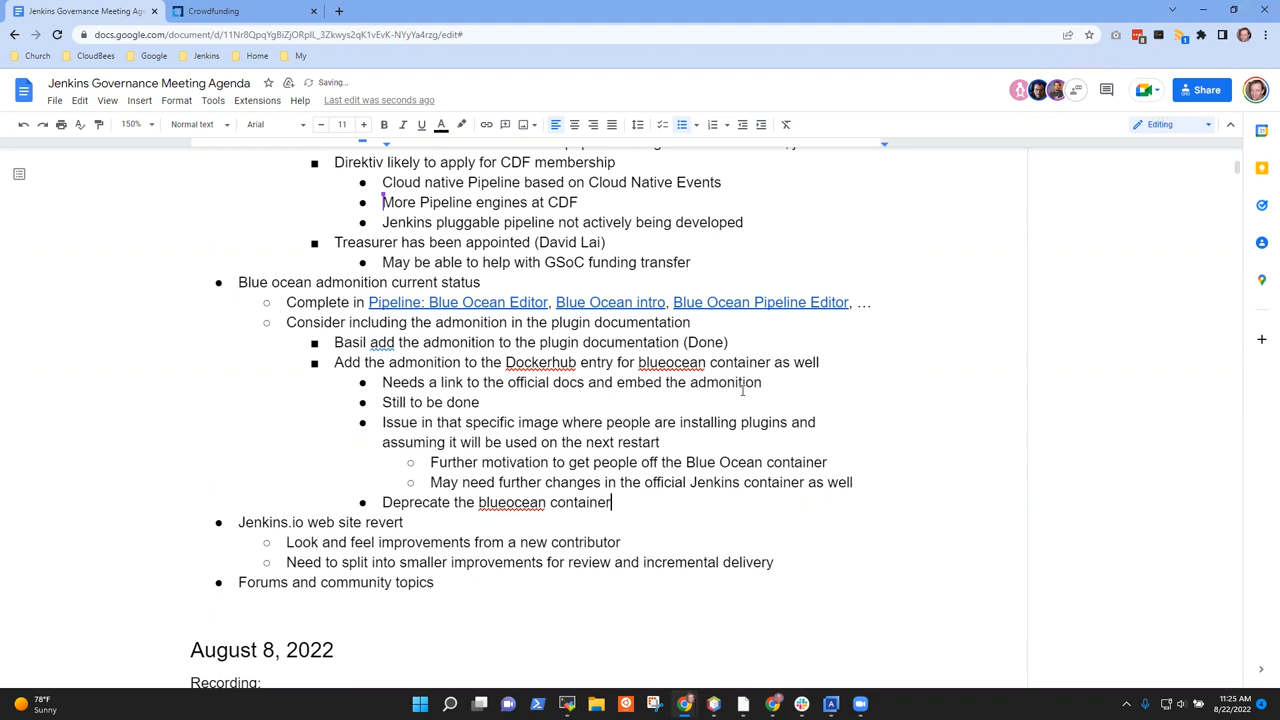 Jenkins Governance Meeting Agenda
Crowdfunding
docs.google.com/document/d/11Nr8QpqYgBiZjORpIL_3Zkwys2qK1vEvK-NYyYa4rzg/edit#
Church
CloudBees
Google
Jenkins
Home
My
Jenkins Governance Meeting Agenda
Saving...
File Edit View Insert Format Tools Extensions Help Last edit was seconds ago
Share
150% Normal text Arial 11 Editing
Direktiv likely to apply for CDF membership
Cloud native Pipeline based on Cloud Native Events
More Pipeline engines at CDF
Jenkins pluggable pipeline not actively being developed
Treasurer has been appointed (David Lai)
May be able to help with GSoC funding transfer
Blue ocean admonition current status
Complete in Pipeline: Blue Ocean Editor, Blue Ocean intro, Blue Ocean Pipeline Editor, …
Consider including the admonition in the plugin documentation
Basil add the admonition to the plugin documentation (Done)
Add the admonition to the Dockerhub entry for blueocean container as well
Needs a link to the official docs and embed the admonition
Still to be done
Issue in that specific image where people are installing plugins and
assuming it will be used on the next restart
Further motivation to get people off the Blue Ocean container
May need further changes in the official Jenkins container as well
Deprecate the blueocean container
Jenkins.io web site revert
Look and feel improvements from a new contributor
Need to split into smaller improvements for review and incremental delivery
Forums and community topics
August 8, 2022
Recording:
78°F
Sunny
11:25 AM
8/22/2022